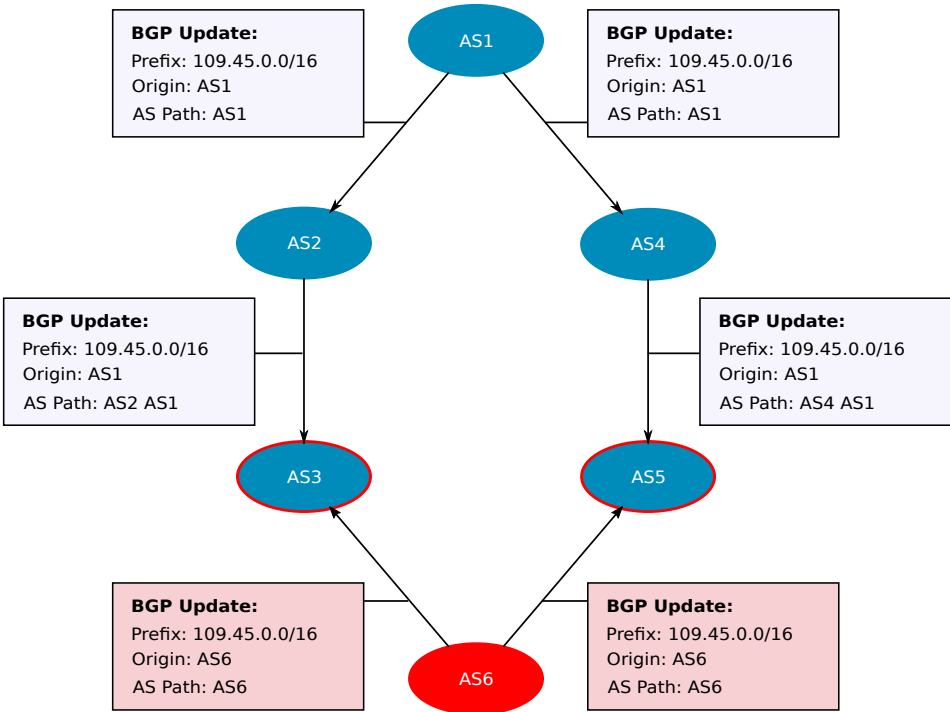 BGP Update:
Prefix: 109.45.0.0/16
Origin: AS1
AS Path: AS1
AS1
BGP Update:
Prefix: 109.45.0.0/16
Origin: AS1
AS Path: AS1
AS2
AS4
BGP Update:
Prefix: 109.45.0.0/16
Origin: AS1
AS Path: AS2 AS1
BGP Update:
Prefix: 109.45.0.0/16
Origin: AS1
AS Path: AS4 AS1
AS3
AS5
BGP Update:
Prefix: 109.45.0.0/16
Origin: AS6
AS Path: AS6
AS6
BGP Update:
Prefix: 109.45.0.0/16
Origin: AS6
AS Path: AS6